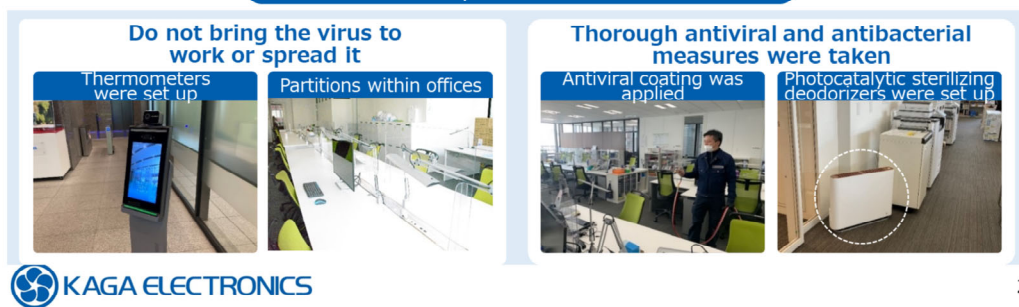 Do not bring the virus to
work or spread it
Thermometers
were set up
Partitions within offices
Thorough antiviral and antibacterial
measures were taken
Antiviral coating was
applied
Photocatalytic sterilizing
deodorizers were set up
KAGA ELECTRONICS